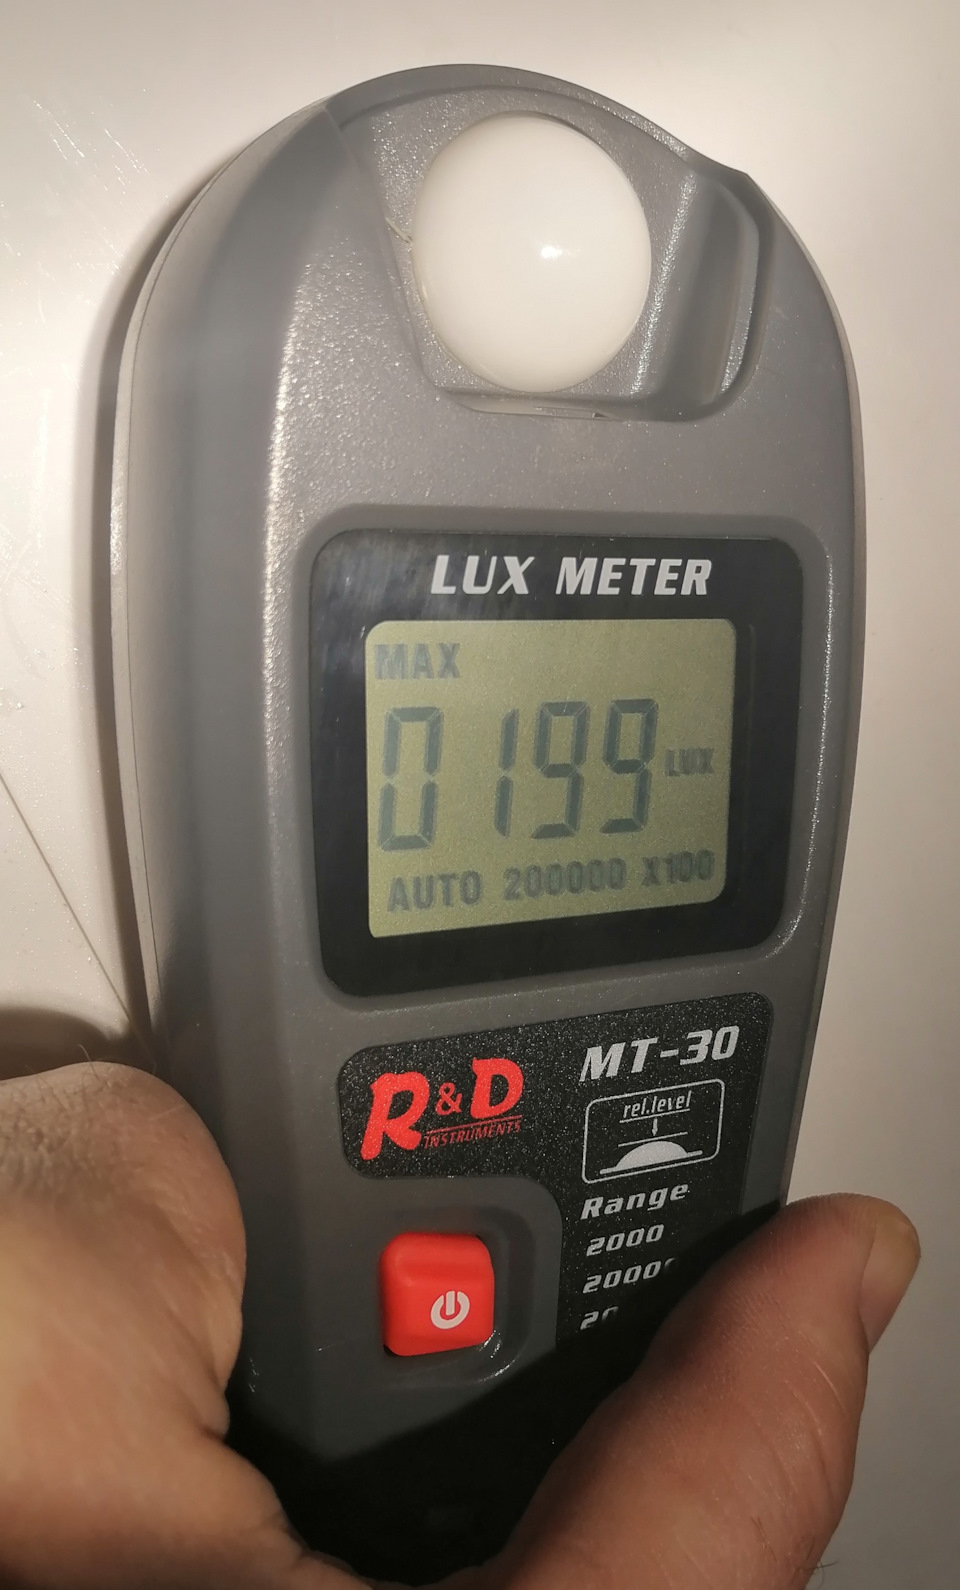 LUX METER
MAX
0199 LUX
AUTO 200000 X100
R&D
INSTRUMENTS
MT-30
rel.level
Range
2000